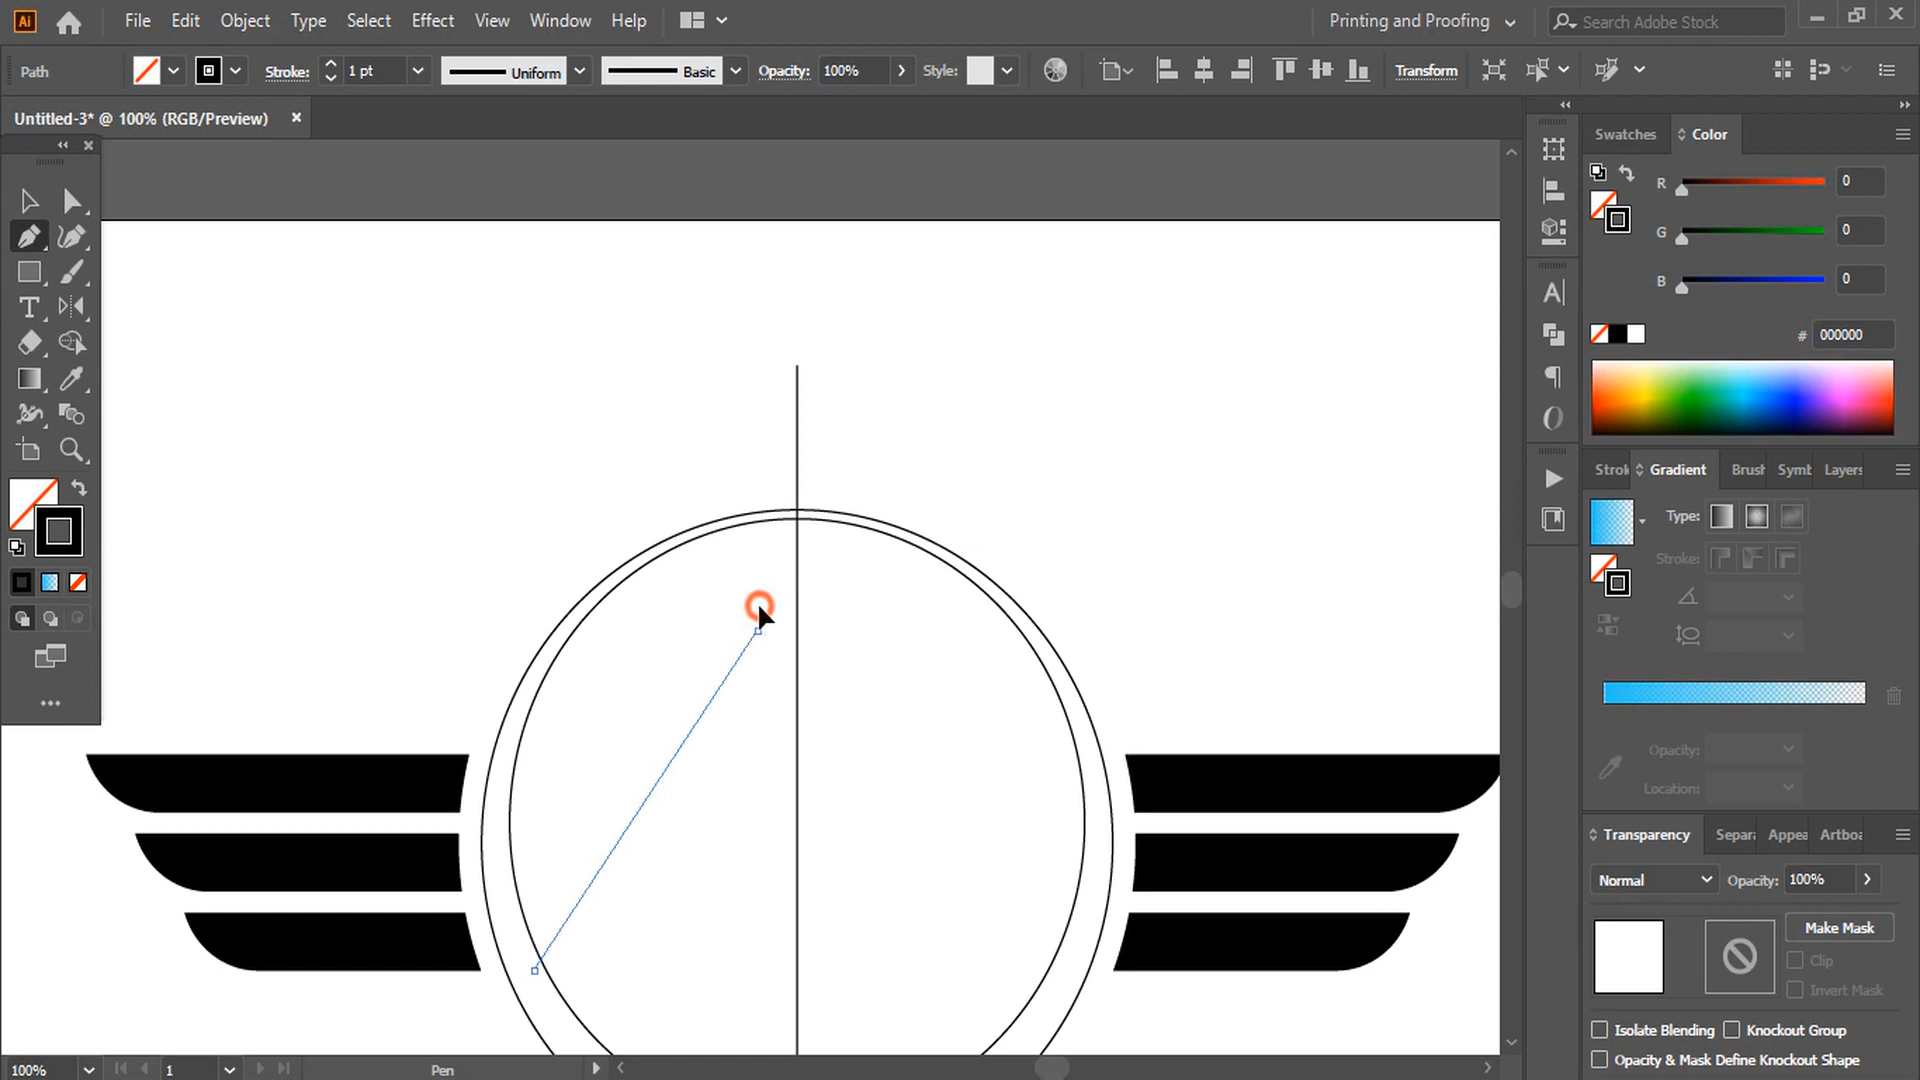 Ai File Edit Object Type Select Effect View Window Help Printing and Proofing Search Adobe Stock
Path Stroke: 1 pt Uniform Basic Opacity: 100% Style: Transform
Untitled-3* @ 100% (RGB/Preview)
Swatches Color
R 0
G 0
B 0
# 000000
Strok Gradient Brush Symb Layers
Type:
Stroke:
Opacity:
Location:
Transparency Separa Appea Artboa
Normal Opacity: 100%
Make Mask
Clip
Invert Mask
Isolate Blending Knockout Group
Opacity & Mask Define Knockout Shape
100% 1 Pen